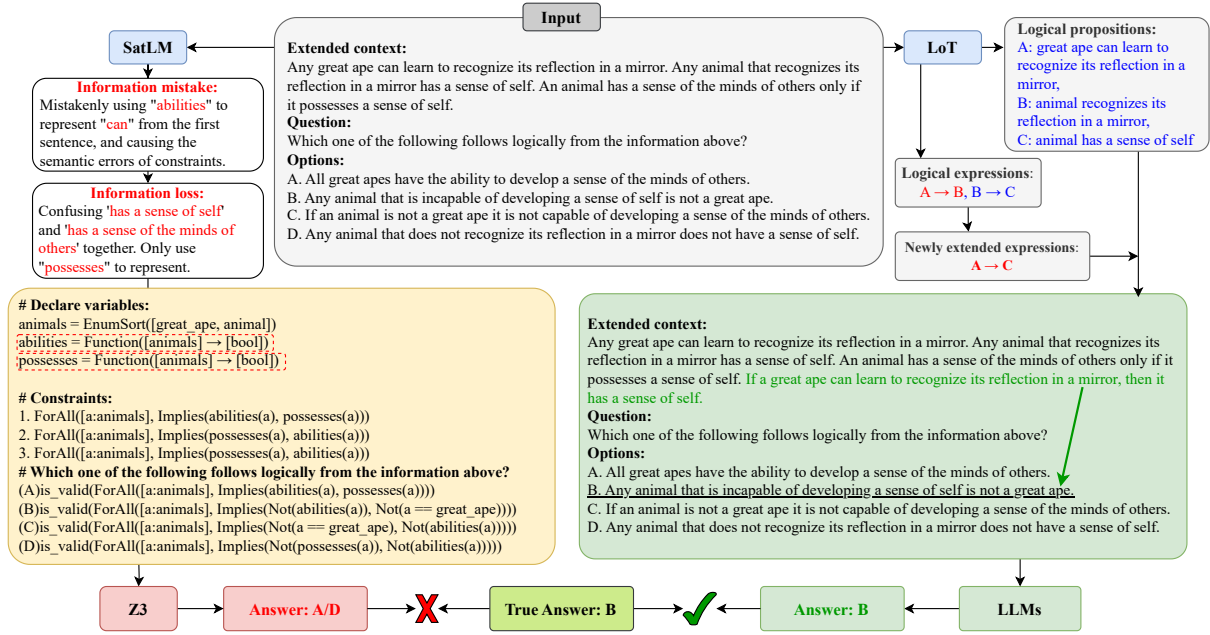 Input
SatLM
Information mistake:
Mistakenly using "abilities" to
represent "can" from the first
sentence, and causing the
semantic errors of constraints.
Information loss:
Confusing 'has a sense of self'
and 'has a sense of the minds of
others' together. Only use
"possesses" to represent.
Extended context:
Any great ape can learn to recognize its reflection in a mirror. Any animal that recognizes its
reflection in a mirror has a sense of self. An animal has a sense of the minds of others only if
it possesses a sense of self.
Question:
Which one of the following follows logically from the information above?
Options:
A. All great apes have the ability to develop a sense of the minds of others.
B. Any animal that is incapable of developing a sense of self is not a great ape.
C. If an animal is not a great ape it is not capable of developing a sense of the minds of others.
D. Any animal that does not recognize its reflection in a mirror does not have a sense of self.
LoT
Logical propositions:
A: great ape can learn to
recognize its reflection in a
mirror,
B: animal recognizes its
reflection in a mirror,
C: animal has a sense of self
Logical expressions:
A → B, B → C
Newly extended expressions:
A → C
# Declare variables:
animals = EnumSort([great_ape, animal])
abilities = Function([animals] → [bool])
possesses = Function([animals] → [bool])
# Constraints:
1. ForAll([a:animals], Implies(abilities(a), possesses(a)))
2. ForAll([a:animals], Implies(possesses(a), abilities(a)))
3. ForAll([a:animals], Implies(possesses(a), abilities(a)))
# Which one of the following follows logically from the information above?
(A)is_valid(ForAll([a:animals], Implies(abilities(a), possesses(a))))
(B)is_valid(ForAll([a:animals], Implies(Not(abilities(a)), Not(a == great_ape))))
(C)is_valid(ForAll([a:animals], Implies(Not(a == great_ape), Not(abilities(a)))))
(D)is_valid(ForAll([a:animals], Implies(Not(possesses(a)), Not(abilities(a)))))
Extended context:
Any great ape can learn to recognize its reflection in a mirror. Any animal that recognizes its
reflection in a mirror has a sense of self. An animal has a sense of the minds of others only if it
possesses a sense of self. If a great ape can learn to recognize its reflection in a mirror, then it
has a sense of self.
Question:
Which one of the following follows logically from the information above?
Options:
A. All great apes have the ability to develop a sense of the minds of others.
B. Any animal that is incapable of developing a sense of self is not a great ape.
C. If an animal is not a great ape it is not capable of developing a sense of the minds of others.
D. Any animal that does not recognize its reflection in a mirror does not have a sense of self.
Z3
Answer: A/D
True Answer: B
Answer: B
LLMs